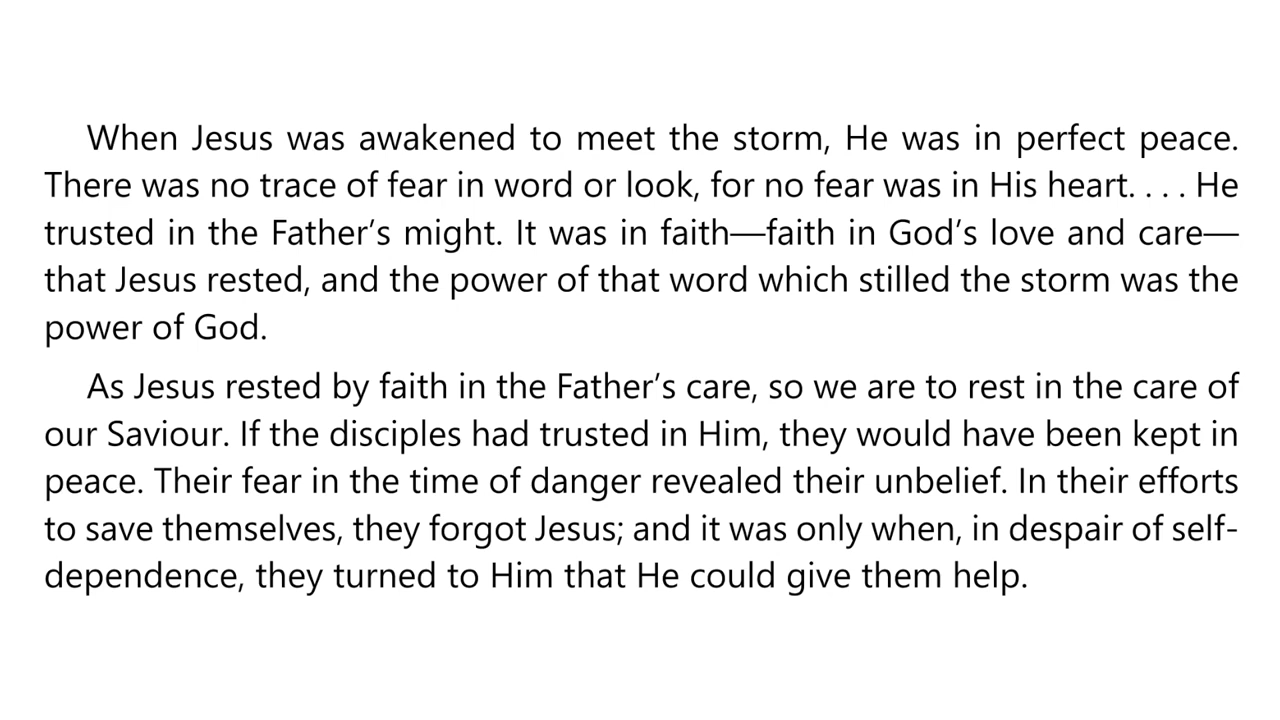 When Jesus was awakened to meet the storm, He was in perfect peace.
There was no trace of fear in word or look, for no fear was in His heart. . . . He
trusted in the Father’s might. It was in faith—faith in God’s love and care—
that Jesus rested, and the power of that word which stilled the storm was the
power of God.
As Jesus rested by faith in the Father’s care, so we are to rest in the care of
our Saviour. If the disciples had trusted in Him, they would have been kept in
peace. Their fear in the time of danger revealed their unbelief. In their efforts
to save themselves, they forgot Jesus; and it was only when, in despair of self-
dependence, they turned to Him that He could give them help.